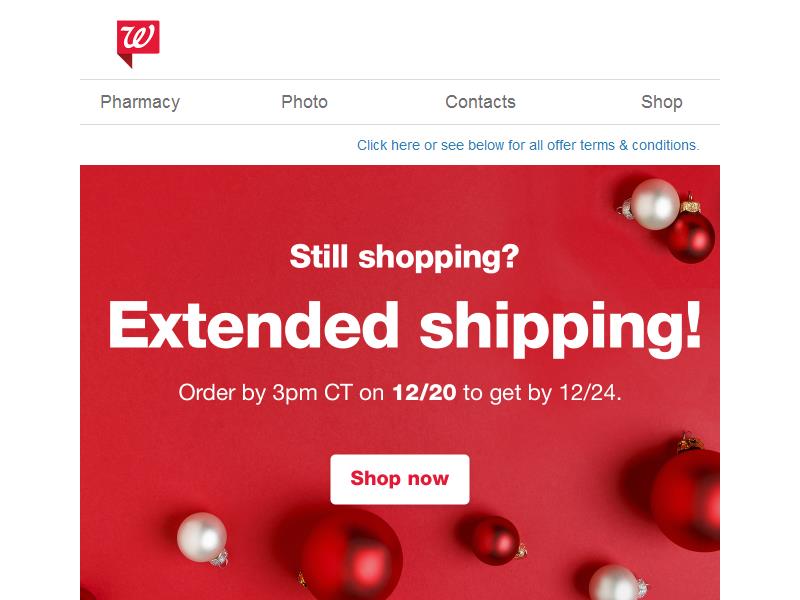 W
Pharmacy Photo Contacts Shop
Click here or see below for all offer terms & conditions.
Still shopping?
Extended shipping!
Order by 3pm CT on 12/20 to get by 12/24.
Shop now